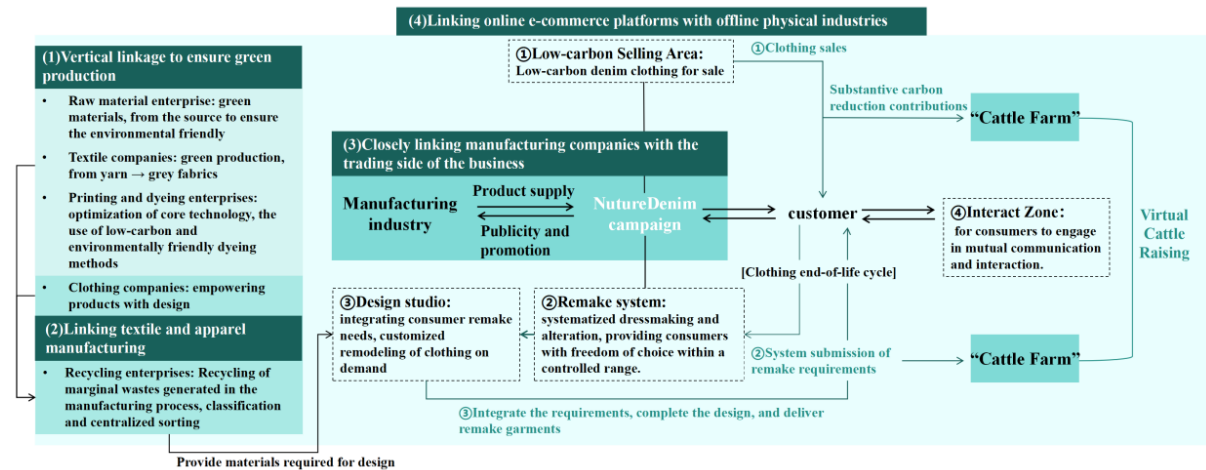 (4)Linking online e-commerce platforms with offline physical industries
(1)Vertical linkage to ensure green
production
• Raw material enterprise: green
materials, from the source to ensure
the environmental friendly
• Textile companies: green production,
from yarn → grey fabrics
• Printing and dyeing enterprises:
optimization of core technology, the
use of low-carbon and
environmentally friendly dyeing
methods
• Clothing companies: empowering
products with design
(2)Linking textile and apparel
manufacturing
• Recycling enterprises: Recycling of
marginal wastes generated in the
manufacturing process, classification
and centralized sorting
Provide materials required for design
①Low-carbon Selling Area:
Low-carbon denim clothing for sale
①Clothing sales
Substantive carbon
reduction contributions
“Cattle Farm”
(3)Closely linking manufacturing companies with the
trading side of the business
Manufacturing
industry
Product supply
Publicity and
promotion
NutureDenim
campaign
customer
④Interact Zone：
for consumers to engage
in mutual communication
and interaction.
Virtual
Cattle
Raising
[Clothing end-of-life cycle]
③Design studio:
integrating consumer remake
needs, customized
remodeling of clothing on
demand
②Remake system:
systematized dressmaking and
alteration, providing consumers
with freedom of choice within a
controlled range.
②System submission of
remake requirements
“Cattle Farm”
③Integrate the requirements, complete the design, and deliver
remake garments